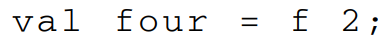 val four = f 2;